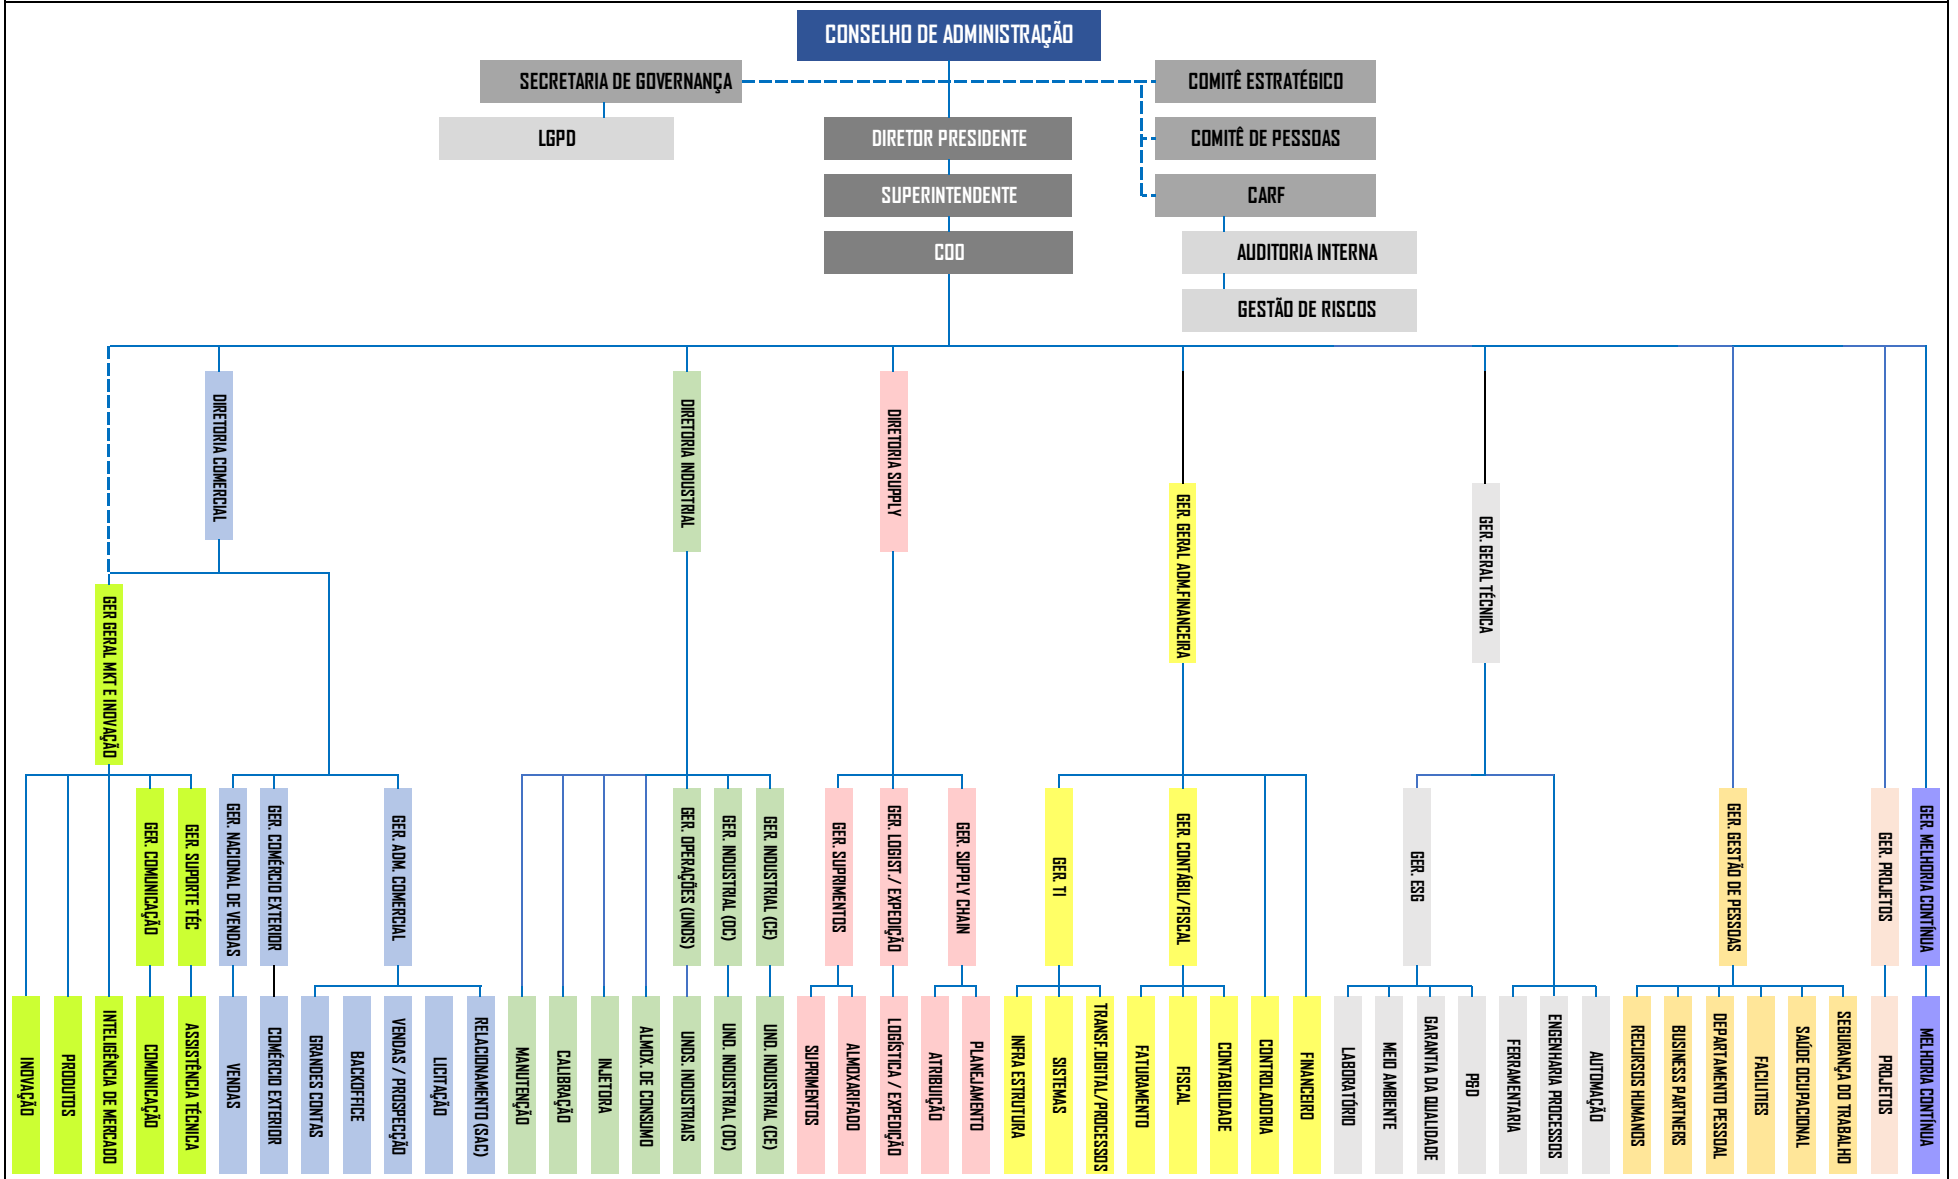 CONSELHO DE ADMINISTRAÇÃO
SECRETARIA DE GOVERNANÇA
COMITÊ ESTRATÉGICO
LGPD
DIRETOR PRESIDENTE
COMITÊ DE PESSOAS
SUPERINTENDENTE
CARF
COO
AUDITORIA INTERNA
GESTÃO DE RISCOS
DIRETORIA COMERCIAL
DIRETORIA INDUSTRIAL
DIRETORIA SUPPLY
GER. GERAL ADM.FINANCEIRA
GER. GERAL TÉCNICA
GER GERAL MKT E INOVAÇÃO
GER. COMUNICAÇÃO
GER. SUPORTE TÉC
GER. NACIONAL DE VENDAS
GER. COMÉRCIO EXTERIOR
GER. ADM. COMERCIAL
GER. OPERAÇÕES (UNDS)
GER. INDUSTRIAL (DC)
GER. INDUSTRIAL (CE)
GER. SUPRIMENTOS
GER. LOGIST./ EXPEDIÇÃO
GER. SUPPLY CHAIN
GER. TI
GER. CONTÁBIL/FISCAL
GER. ESG
GER. GESTÃO DE PESSOAS
GER. PROJETOS
GER. MELHORIA CONTÍNUA
INOVAÇÃO
PRODUTOS
INTELIGÊNCIA DE MERCADO
COMUNICAÇÃO
ASSISTÊNCIA TÉCNICA
VENDAS
COMÉRCIO EXTERIOR
GRANDES CONTAS
BACKOFFICE
VENDAS / PROSPECÇÃO
LICITAÇÃO
RELACIONAMENTO (SAC)
MANUTENÇÃO
CALIBRAÇÃO
INJETORA
ALMOX. DE CONSUMO
UNDS. INDUSTRIAIS
UND. INDUSTRIAL (DC)
UND. INDUSTRIAL (CE)
SUPRIMENTOS
ALMOXARIFADO
LOGÍSTICA / EXPEDIÇÃO
ATRIBUIÇÃO
PLANEJAMENTO
INFRA ESTRUTURA
SISTEMAS
TRANSF.DIGITAL/PROCESSOS
FATURAMENTO
FISCAL
CONTABILIDADE
CONTROLADORIA
FINANCEIRO
LABORATÓRIO
MEIO AMBIENTE
GARANTIA DA QUALIDADE
P&D
FERRAMENTARIA
ENGENHARIA PROCESSOS
AUTOMAÇÃO
RECURSOS HUMANOS
BUSINESS PARTNERS
DEPARTAMENTO PESSOAL
FACILITIES
SAÚDE OCUPACIONAL
SEGURANÇA DO TRABALHO
PROJETOS
MELHORIA CONTÍNUA